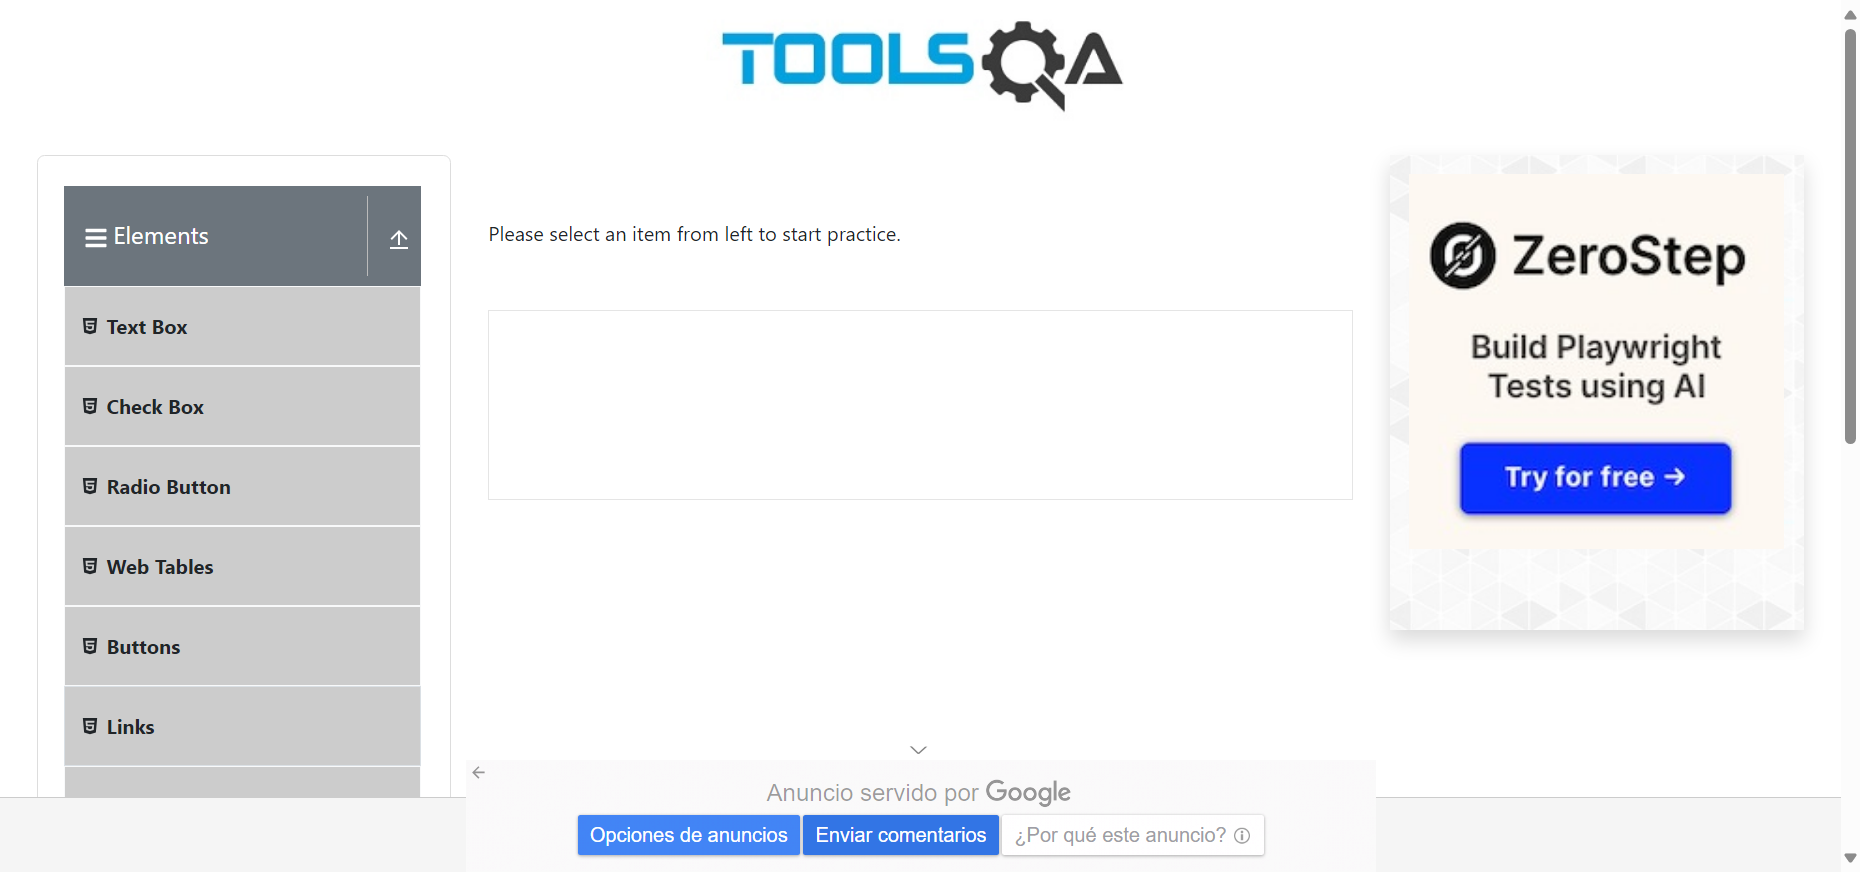 TOOLSQA
Elements
Text Box
Check Box
Radio Button
Web Tables
Buttons
Links
Please select an item from left to start practice.
ZeroStep
Build Playwright
Tests using AI
Try for free →
Anuncio servido por Google
Opciones de anuncios
Enviar comentarios
¿Por qué este anuncio?